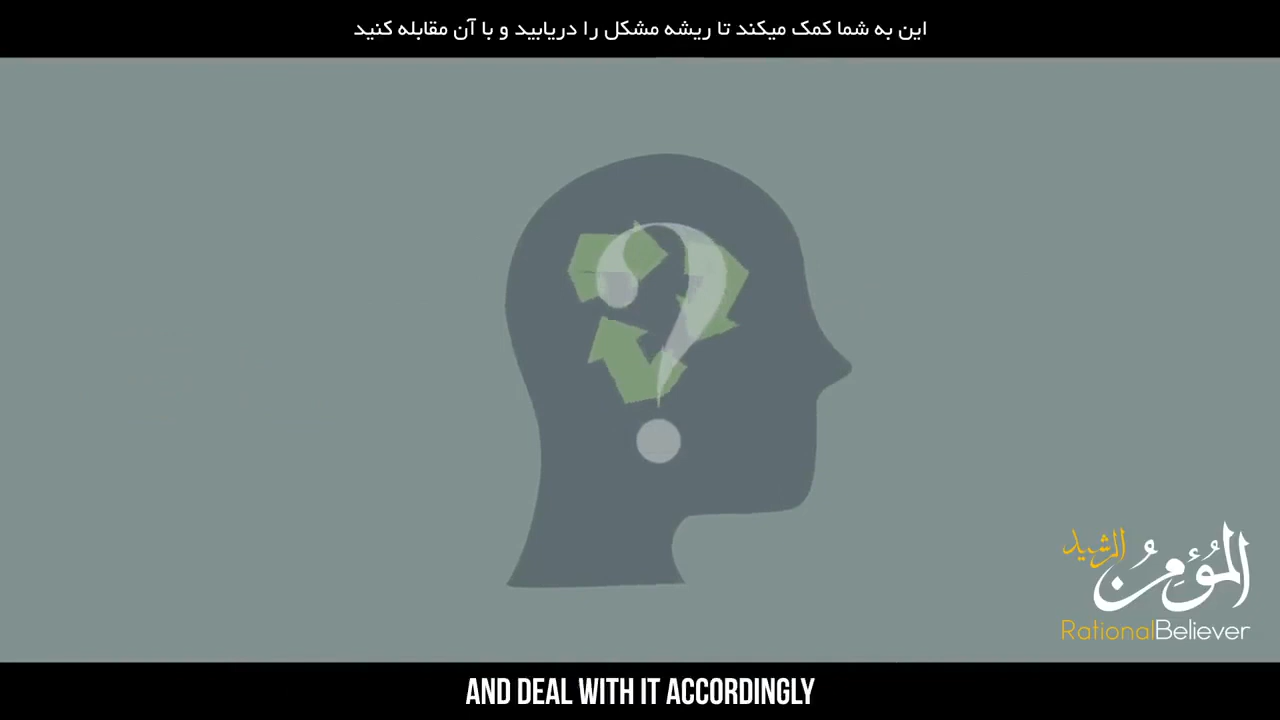 این به شما کمک میکند تا ریشه مشکل را دریابید و با آن مقابله کنید
?
المؤمن الرشيد
RationalBeliever
AND DEAL WITH IT ACCORDINGLY